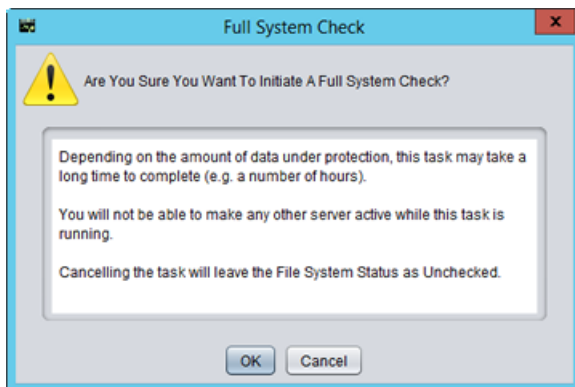 Full System Check
x
Are You Sure You Want To Initiate A Full System Check?
Depending on the amount of data under protection, this task may take a
long time to complete (e.g. a number of hours).
You will not be able to make any other server active while this task is
running.
Cancelling the task will leave the File System Status as Unchecked.
OK
Cancel